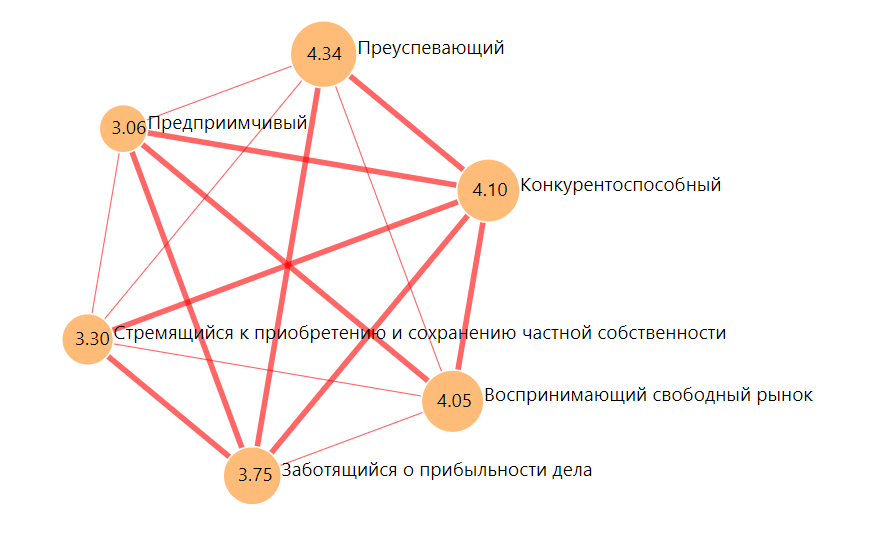 4.34 Преуспевающий
3.06 Предприимчивый
4.10 Конкурентоспособный
3.30 Стремящийся к приобретению и сохранению частной собственности
4.05 Воспринимающий свободный рынок
3.75 Заботящийся о прибыльности дела